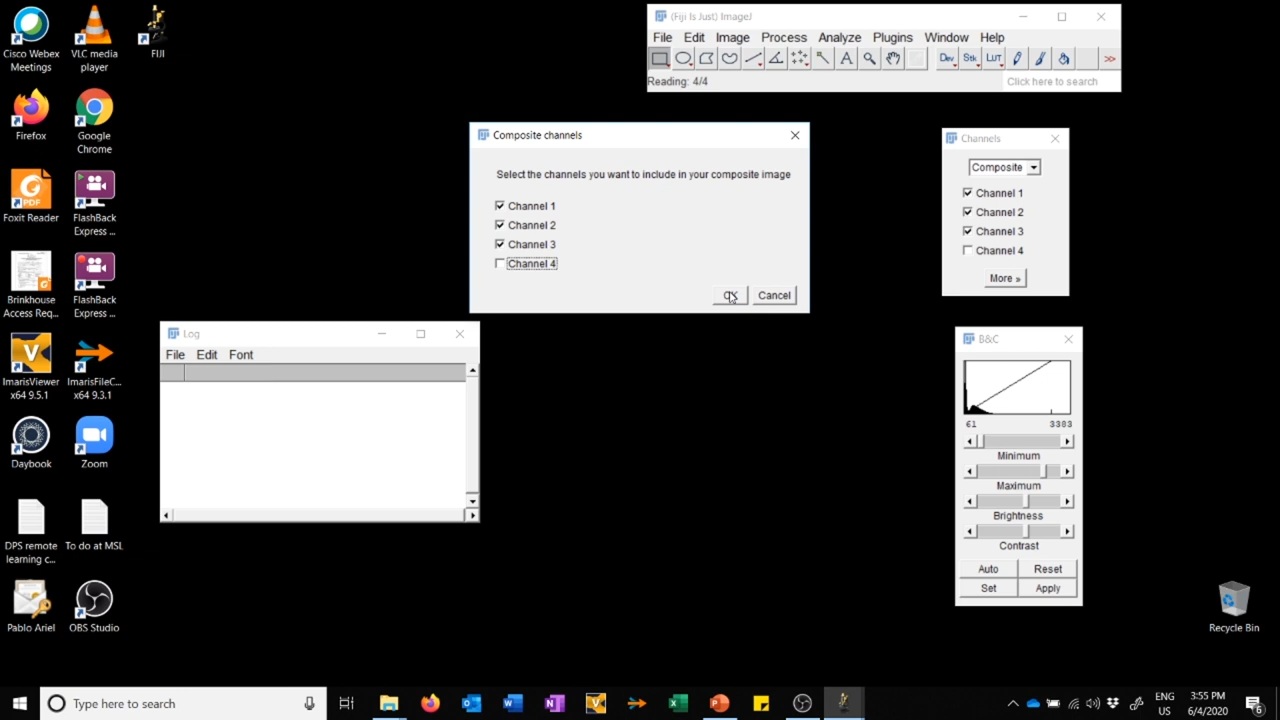 Cisco Webex
Meetings
VLC media
player
FIJI
Firefox
Google
Chrome
Foxit Reader
FlashBack
Express ...
Brinkhouse
Access Req...
FlashBack
Express ...
ImarisViewer
x64 9.5.1
ImarisFileC...
x64 9.3.1
Daybook
Zoom
DPS remote
learning c...
To do at MSL
Pablo Ariel
OBS Studio
(Fiji Is Just) ImageJ
File Edit Image Process Analyze Plugins Window Help
Dev Stk LUT >>
Reading: 4/4
Click here to search
Composite channels
Select the channels you want to include in your composite image
Channel 1
Channel 2
Channel 3
Channel 4
OK Cancel
Channels
Composite
Channel 1
Channel 2
Channel 3
Channel 4
More »
Log
File Edit Font
B&C
61 3383
Minimum
Maximum
Brightness
Contrast
Auto Reset
Set Apply
Recycle Bin
Type here to search
ENG
US
3:55 PM
6/4/2020
6